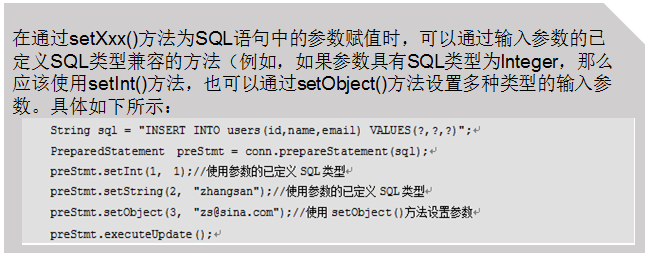 在通过setXxx()方法为SQL语句中的参数赋值时，可以通过输入参数的已
定义SQL类型兼容的方法（例如，如果参数具有SQL类型为Integer，那么
应该使用setInt()方法，也可以通过setObject()方法设置多种类型的输入参
数。具体如下所示：
String sql = "INSERT INTO users(id,name,email) VALUES(?,?,?)";
PreparedStatement preStmt = conn.prepareStatement(sql);
preStmt.setInt(1, 1);//使用参数的已定义 SQL 类型
preStmt.setString(2, "zhangsan");//使用参数的已定义 SQL 类型
preStmt.setObject(3, "zs@sina.com");//使用 setObject()方法设置参数
preStmt.executeUpdate();